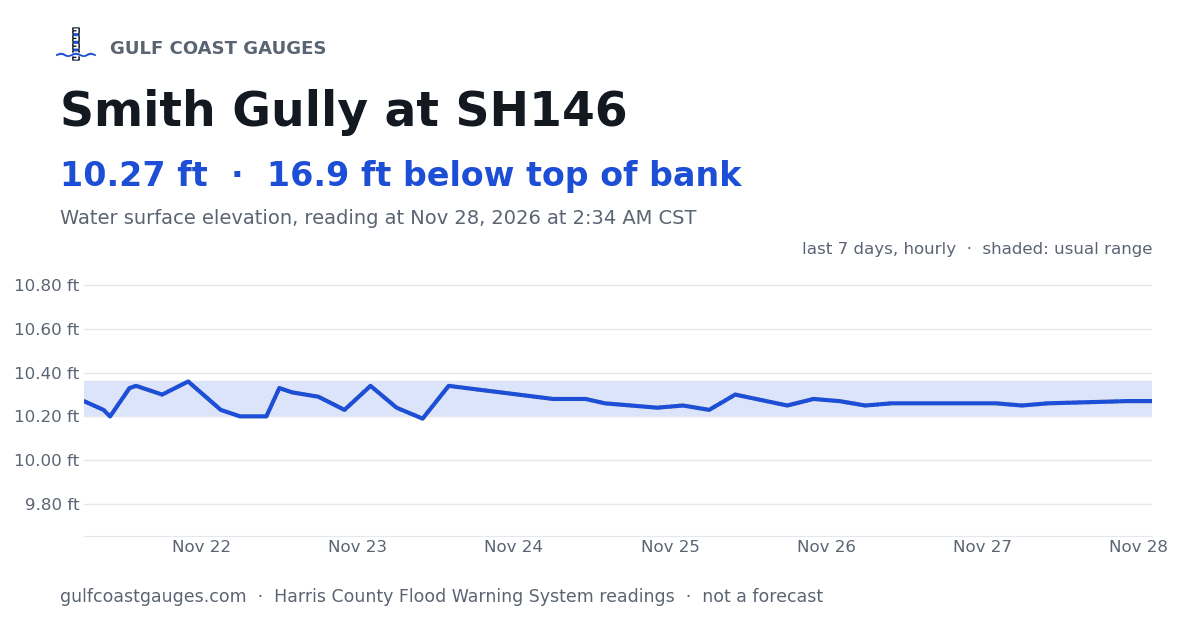 GULF COAST GAUGES
Smith Gully at SH146
10.27 ft · 16.9 ft below top of bank
Water surface elevation, reading at Nov 28, 2026 at 2:34 AM CST
last 7 days, hourly · shaded: usual range
10.80 ft
10.60 ft
10.40 ft
10.20 ft
10.00 ft
9.80 ft
Nov 22 Nov 23 Nov 24 Nov 25 Nov 26 Nov 27 Nov 28
gulfcoastgauges.com · Harris County Flood Warning System readings · not a forecast